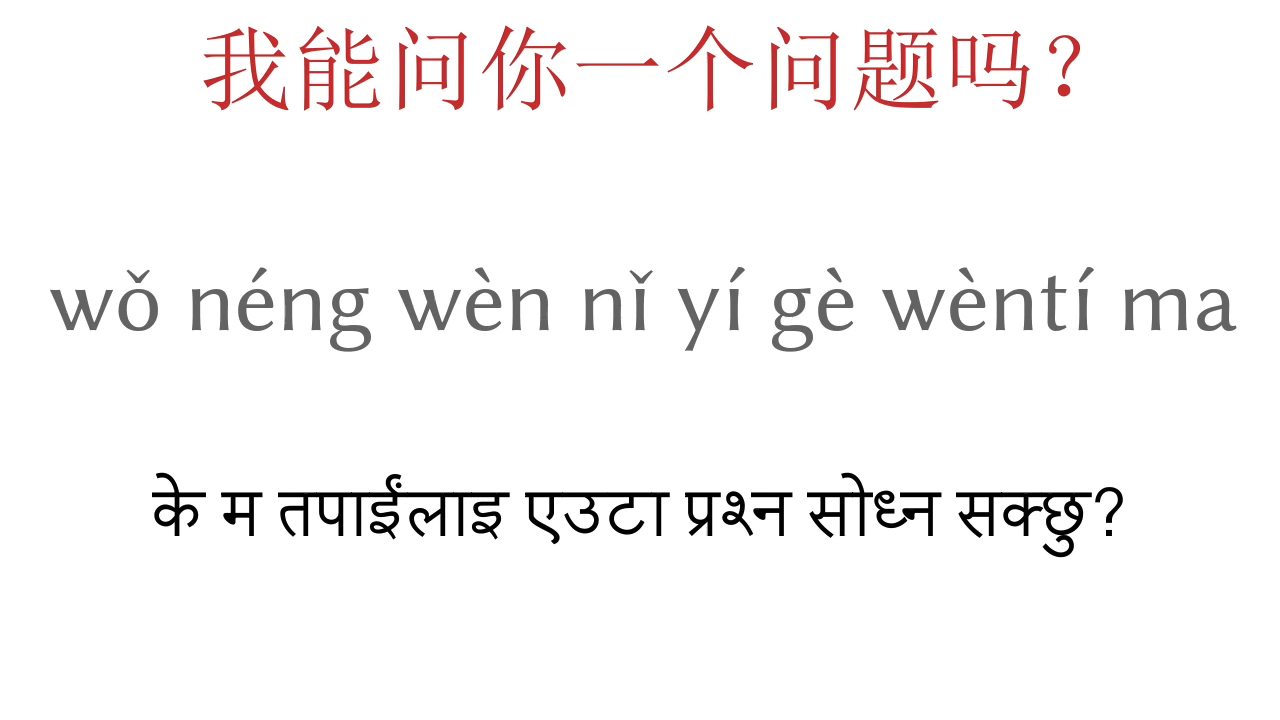 我能问你一个问题吗？
wǒ néng wèn nǐ yí gè wèntí ma
के म तपाईंलाइ एउटा प्रश्न सोध्न सक्छु?